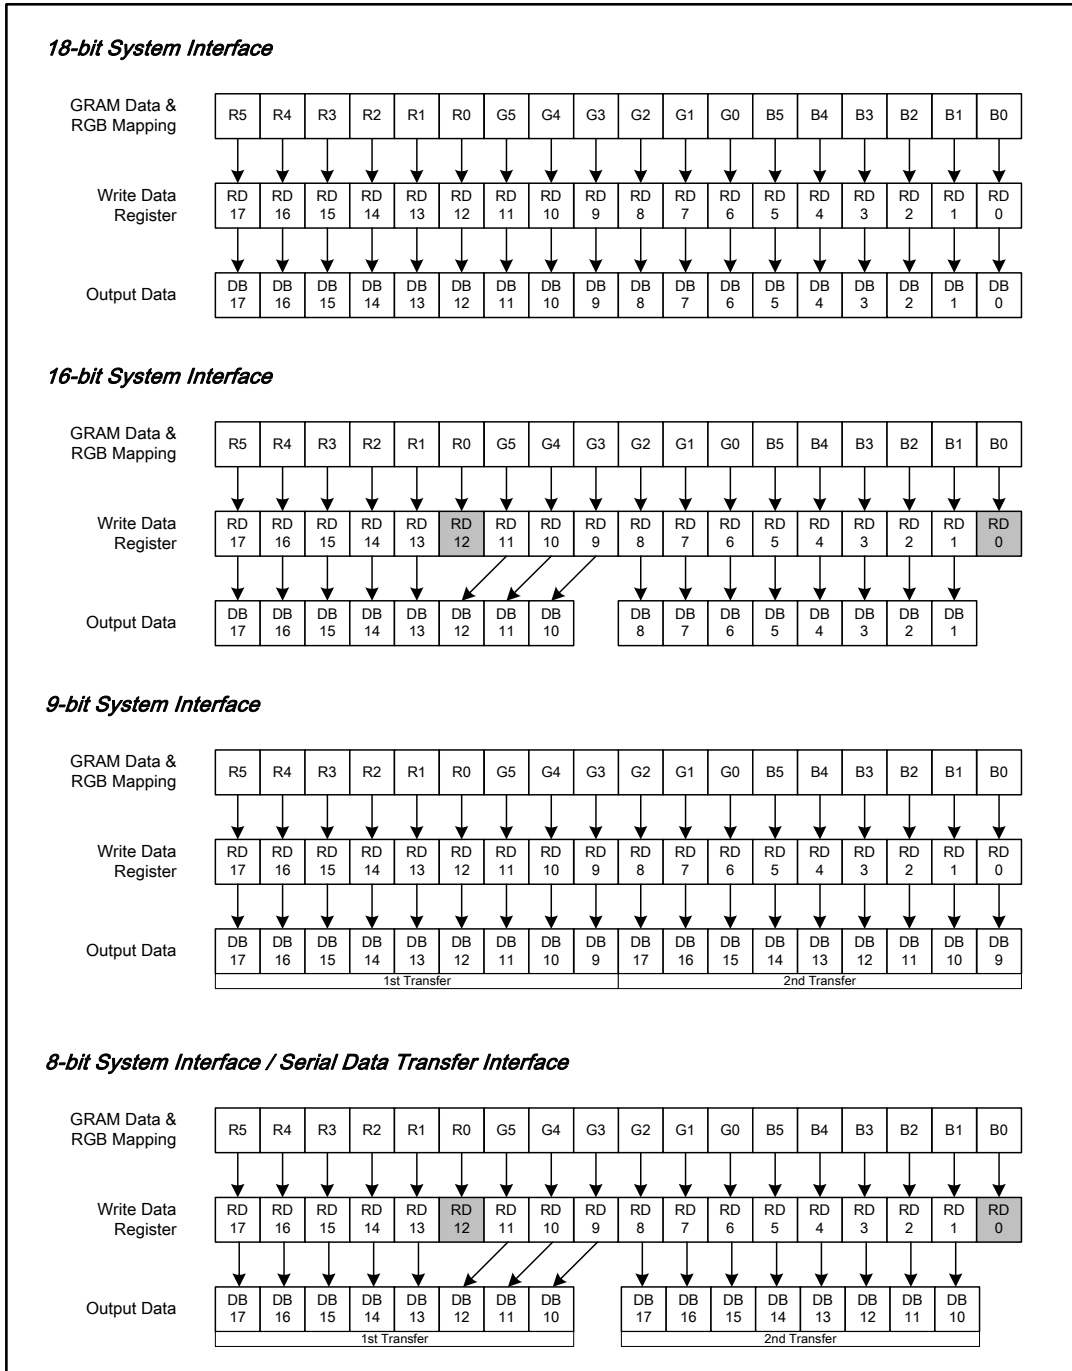 18-bit System Interface
GRAM Data &
RGB Mapping
R5 R4 R3 R2 R1 R0 G5 G4 G3 G2 G1 G0 B5 B4 B3 B2 B1 B0
Write Data
Register
RD RD RD RD RD RD RD RD RD RD RD RD RD RD RD RD RD RD
17 16 15 14 13 12 11 10 9 8 7 6 5 4 3 2 1 0
Output Data
DB DB DB DB DB DB DB DB DB DB DB DB DB DB DB DB DB DB
17 16 15 14 13 12 11 10 9 8 7 6 5 4 3 2 1 0
16-bit System Interface
GRAM Data &
RGB Mapping
R5 R4 R3 R2 R1 R0 G5 G4 G3 G2 G1 G0 B5 B4 B3 B2 B1 B0
Write Data
Register
RD RD RD RD RD RD RD RD RD RD RD RD RD RD RD RD RD RD
17 16 15 14 13 12 11 10 9 8 7 6 5 4 3 2 1 0
Output Data
DB DB DB DB DB DB DB DB DB DB DB DB DB DB DB DB
17 16 15 14 13 12 11 10 8 7 6 5 4 3 2 1
9-bit System Interface
GRAM Data &
RGB Mapping
R5 R4 R3 R2 R1 R0 G5 G4 G3 G2 G1 G0 B5 B4 B3 B2 B1 B0
Write Data
Register
RD RD RD RD RD RD RD RD RD RD RD RD RD RD RD RD RD RD
17 16 15 14 13 12 11 10 9 8 7 6 5 4 3 2 1 0
Output Data
DB DB DB DB DB DB DB DB DB DB DB DB DB DB DB DB DB DB
17 16 15 14 13 12 11 10 9 17 16 15 14 13 12 11 10 9
1st Transfer 2nd Transfer
8-bit System Interface / Serial Data Transfer Interface
GRAM Data &
RGB Mapping
R5 R4 R3 R2 R1 R0 G5 G4 G3 G2 G1 G0 B5 B4 B3 B2 B1 B0
Write Data
Register
RD RD RD RD RD RD RD RD RD RD RD RD RD RD RD RD RD RD
17 16 15 14 13 12 11 10 9 8 7 6 5 4 3 2 1 0
Output Data
DB DB DB DB DB DB DB DB DB DB DB DB DB DB DB DB
17 16 15 14 13 12 11 10 17 16 15 14 13 12 11 10
1st Transfer 2nd Transfer